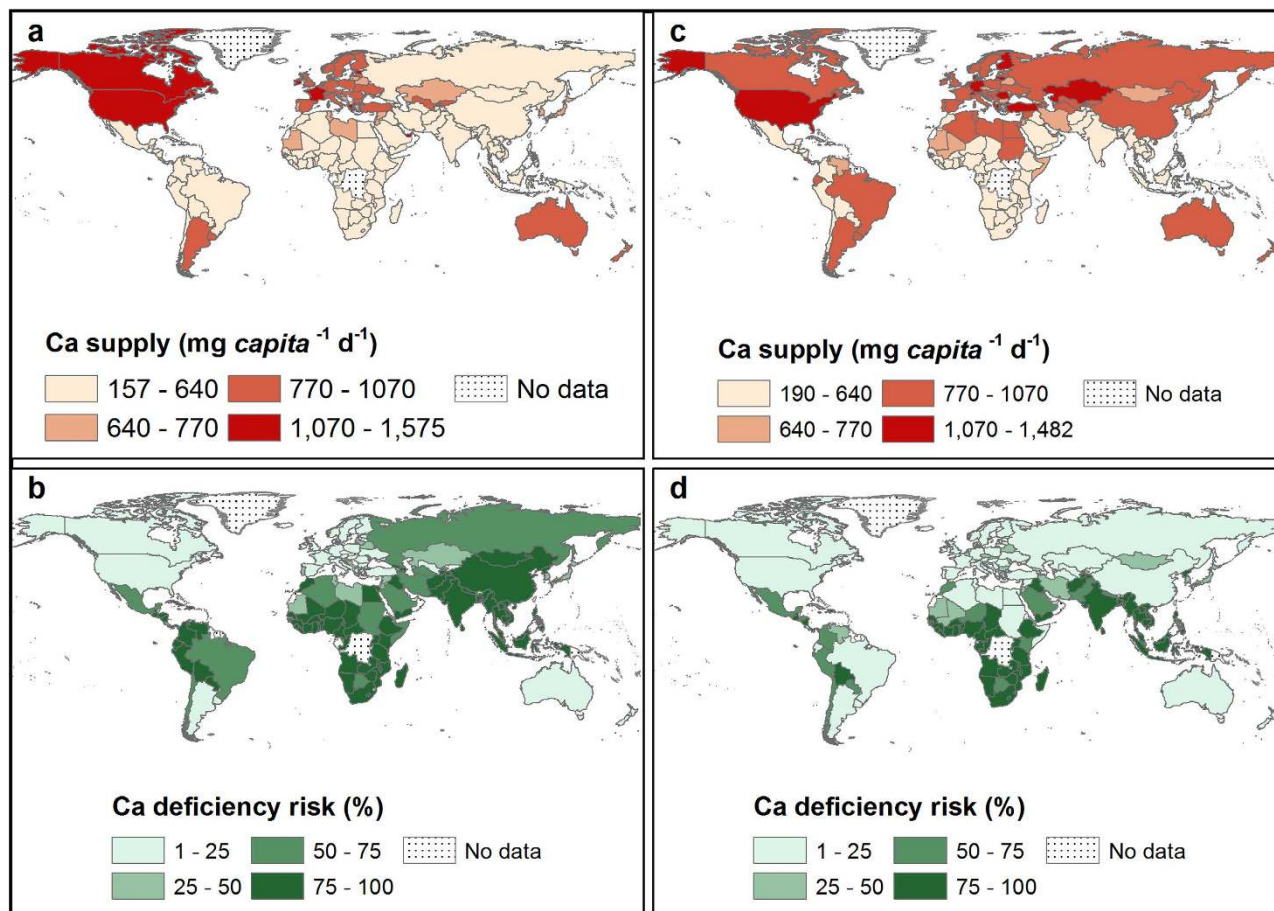 a
Ca supply (mg capita ⁻¹ d⁻¹)
157 - 640
770 - 1070
No data
640 - 770
1,070 - 1,575
c
Ca supply (mg capita ⁻¹ d⁻¹)
190 - 640
770 - 1070
No data
640 - 770
1,070 - 1,482
b
Ca deficiency risk (%)
1 - 25
50 - 75
No data
25 - 50
75 - 100
d
Ca deficiency risk (%)
1 - 25
50 - 75
No data
25 - 50
75 - 100